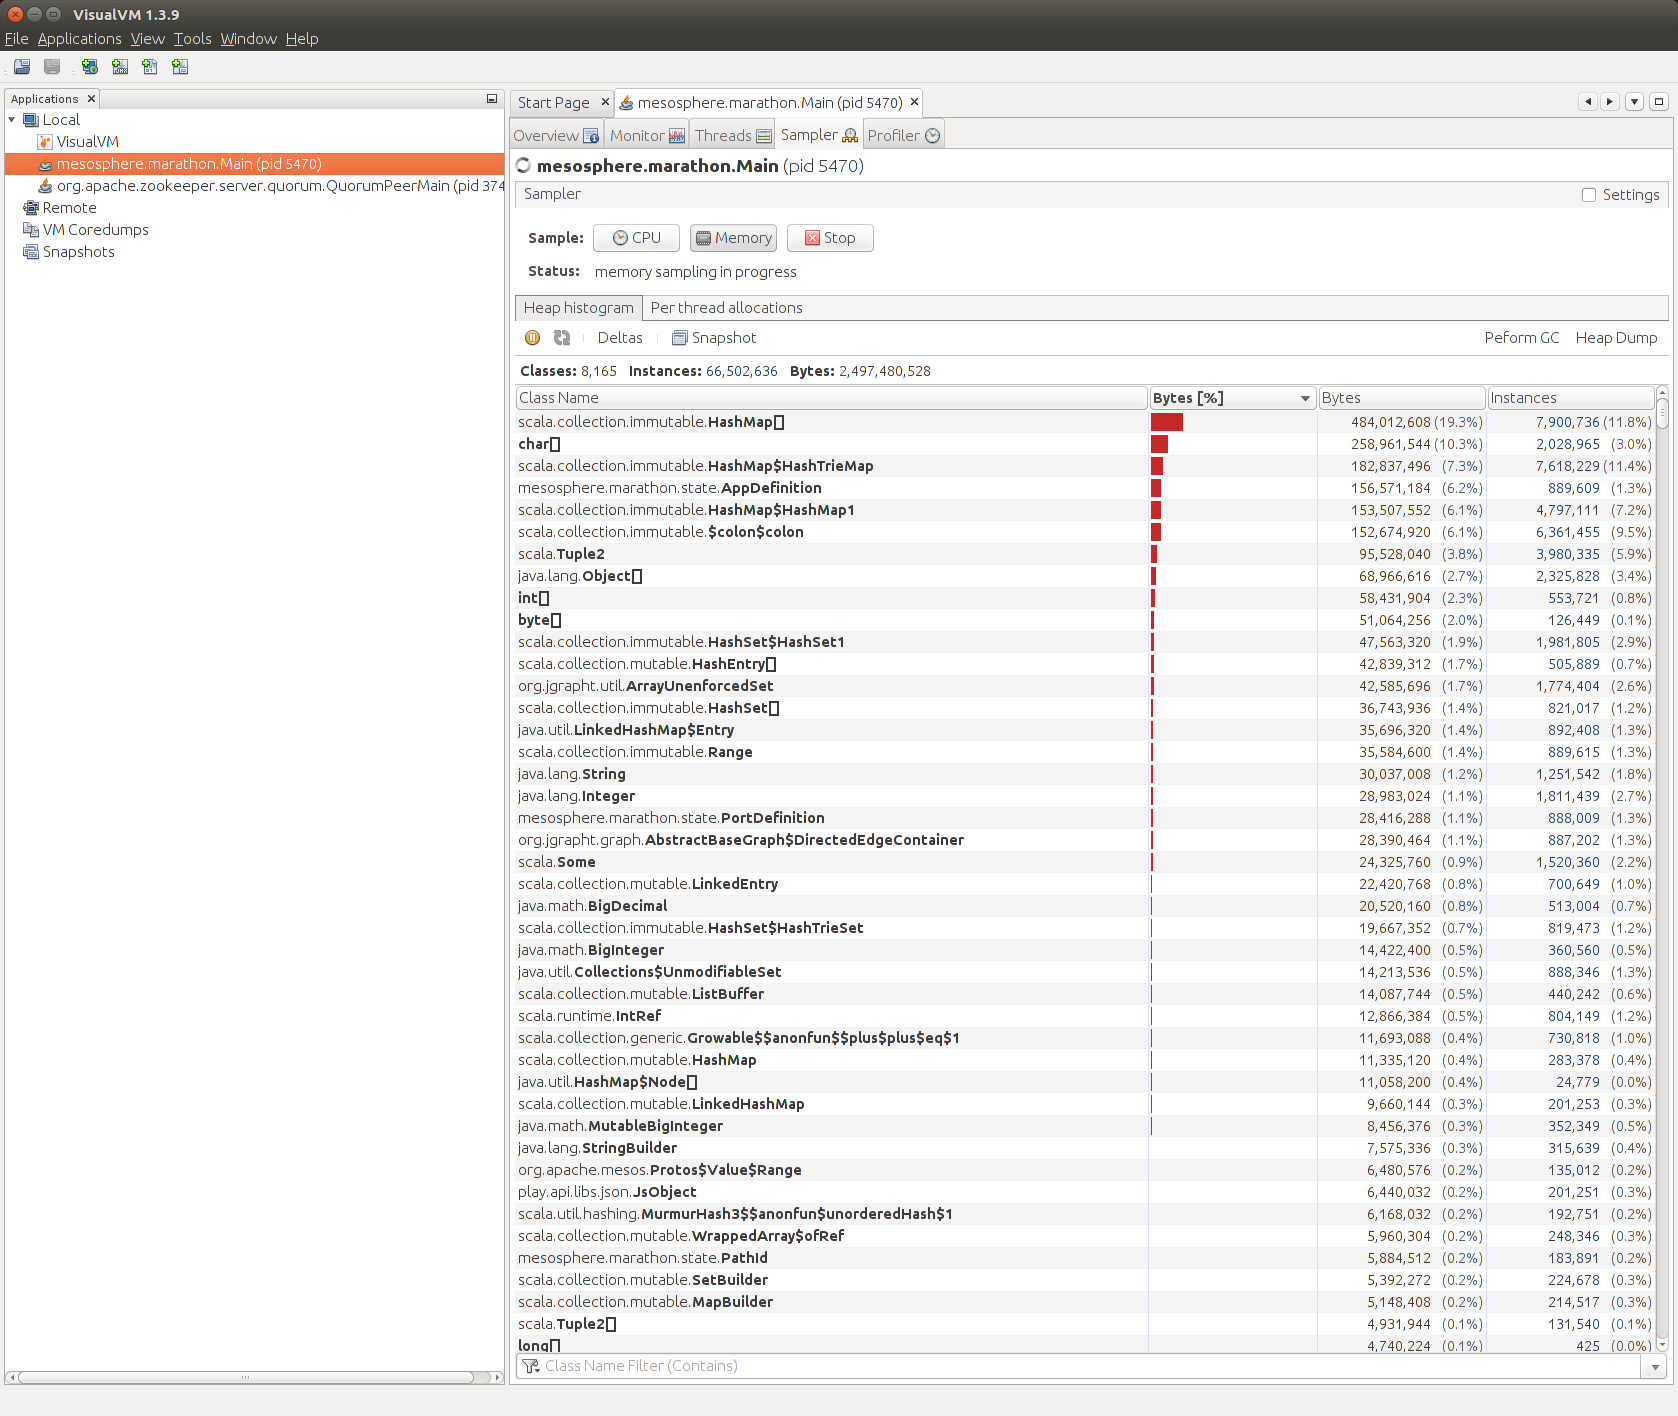 VisualVM 1.3.9
File Applications View Tools Window Help
Applications
Local
VisualVM
mesosphere.marathon.Main (pid 5470)
org.apache.zookeeper.server.quorum.QuorumPeerMain (pid 374
Remote
VM Coredumps
Snapshots
Start Page mesosphere.marathon.Main (pid 5470)
Overview Monitor Threads Sampler Profiler
mesosphere.marathon.Main (pid 5470)
Sampler Settings
Sample: CPU Memory Stop
Status: memory sampling in progress
Heap histogram Per thread allocations
Deltas Snapshot Peform GC Heap Dump
Classes: 8,165 Instances: 66,502,636 Bytes: 2,497,480,528
Class Name Bytes [%] Bytes Instances
scala.collection.immutable.HashMap[] 484,012,608 (19.3%) 7,900,736 (11.8%)
char[] 258,961,544 (10.3%) 2,028,965 (3.0%)
scala.collection.immutable.HashMap$HashTrieMap 182,837,496 (7.3%) 7,618,229 (11.4%)
mesosphere.marathon.state.AppDefinition 156,571,184 (6.2%) 889,609 (1.3%)
scala.collection.immutable.HashMap$HashMap1 153,507,552 (6.1%) 4,797,111 (7.2%)
scala.collection.immutable.$colon$colon 152,674,920 (6.1%) 6,361,455 (9.5%)
scala.Tuple2 95,528,040 (3.8%) 3,980,335 (5.9%)
java.lang.Object[] 68,966,616 (2.7%) 2,325,828 (3.4%)
int[] 58,431,904 (2.3%) 553,721 (0.8%)
byte[] 51,064,256 (2.0%) 126,449 (0.1%)
scala.collection.immutable.HashSet$HashSet1 47,563,320 (1.9%) 1,981,805 (2.9%)
scala.collection.mutable.HashEntry[] 42,839,312 (1.7%) 505,889 (0.7%)
org.jgrapht.util.ArrayUnenforcedSet 42,585,696 (1.7%) 1,774,404 (2.6%)
scala.collection.immutable.HashSet[] 36,743,936 (1.4%) 821,017 (1.2%)
java.util.LinkedHashMap$Entry 35,696,320 (1.4%) 892,408 (1.3%)
scala.collection.immutable.Range 35,584,600 (1.4%) 889,615 (1.3%)
java.lang.String 30,037,008 (1.2%) 1,251,542 (1.8%)
java.lang.Integer 28,983,024 (1.1%) 1,811,439 (2.7%)
mesosphere.marathon.state.PortDefinition 28,416,288 (1.1%) 888,009 (1.3%)
org.jgrapht.graph.AbstractBaseGraph$DirectedEdgeContainer 28,390,464 (1.1%) 887,202 (1.3%)
scala.Some 24,325,760 (0.9%) 1,520,360 (2.2%)
scala.collection.mutable.LinkedEntry 22,420,768 (0.8%) 700,649 (1.0%)
java.math.BigDecimal 20,520,160 (0.8%) 513,004 (0.7%)
scala.collection.immutable.HashSet$HashTrieSet 19,667,352 (0.7%) 819,473 (1.2%)
java.math.BigInteger 14,422,400 (0.5%) 360,560 (0.5%)
java.util.Collections$UnmodifiableSet 14,213,536 (0.5%) 888,346 (1.3%)
scala.collection.mutable.ListBuffer 14,087,744 (0.5%) 440,242 (0.6%)
scala.runtime.IntRef 12,866,384 (0.5%) 804,149 (1.2%)
scala.collection.generic.Growable$$anonfun$$plus$plus$eq$1 11,693,088 (0.4%) 730,818 (1.0%)
scala.collection.mutable.HashMap 11,335,120 (0.4%) 283,378 (0.4%)
java.util.HashMap$Node[] 11,058,200 (0.4%) 24,779 (0.0%)
scala.collection.mutable.LinkedHashMap 9,660,144 (0.3%) 201,253 (0.3%)
java.math.MutableBigInteger 8,456,376 (0.3%) 352,349 (0.5%)
java.lang.StringBuilder 7,575,336 (0.3%) 315,639 (0.4%)
org.apache.mesos.Protos$Value$Range 6,480,576 (0.2%) 135,012 (0.2%)
play.api.libs.json.JsObject 6,440,032 (0.2%) 201,251 (0.3%)
scala.util.hashing.MurmurHash3$$anonfun$unorderedHash$1 6,168,032 (0.2%) 192,751 (0.2%)
scala.collection.mutable.WrappedArray$ofRef 5,960,304 (0.2%) 248,346 (0.3%)
mesosphere.marathon.state.PathId 5,884,512 (0.2%) 183,891 (0.2%)
scala.collection.mutable.SetBuilder 5,392,272 (0.2%) 224,678 (0.3%)
scala.collection.mutable.MapBuilder 5,148,408 (0.2%) 214,517 (0.3%)
scala.Tuple2[] 4,931,944 (0.1%) 131,540 (0.1%)
long[] 4,740,224 (0.1%) 425 (0.0%)
Class Name Filter (Contains)